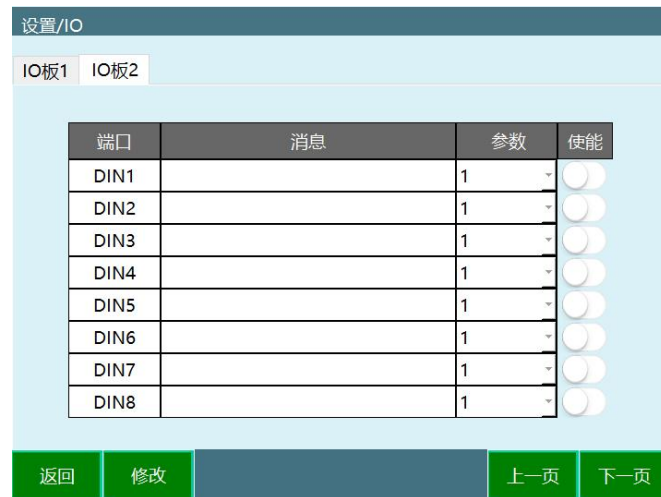 设置/IO
IO板1 IO板2
端口 消息 参数 使能
DIN1 1
DIN2 1
DIN3 1
DIN4 1
DIN5 1
DIN6 1
DIN7 1
DIN8 1
返回 修改 上一页 下一页